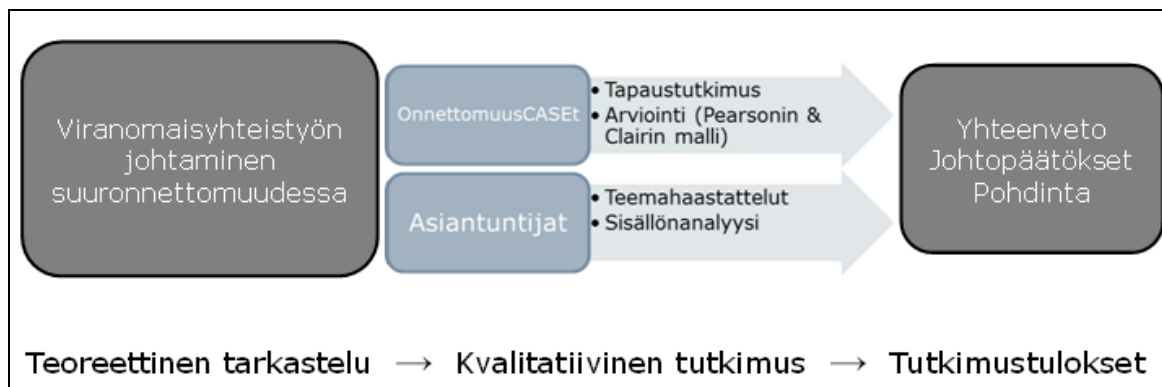 Viranomaisyhteistyön
johtaminen
suuronnettomuudessa
OnnettomuusCASEt
• Tapaustutkimus
• Arviointi (Pearsonin &
Clairin malli)
Asiantuntijat
• Teemahaastattelut
• Sisällönanalyysi
Yhteenveto
Johtopäätökset
Pohdinta
Teoreettinen tarkastelu → Kvalitatiivinen tutkimus → Tutkimustulokset